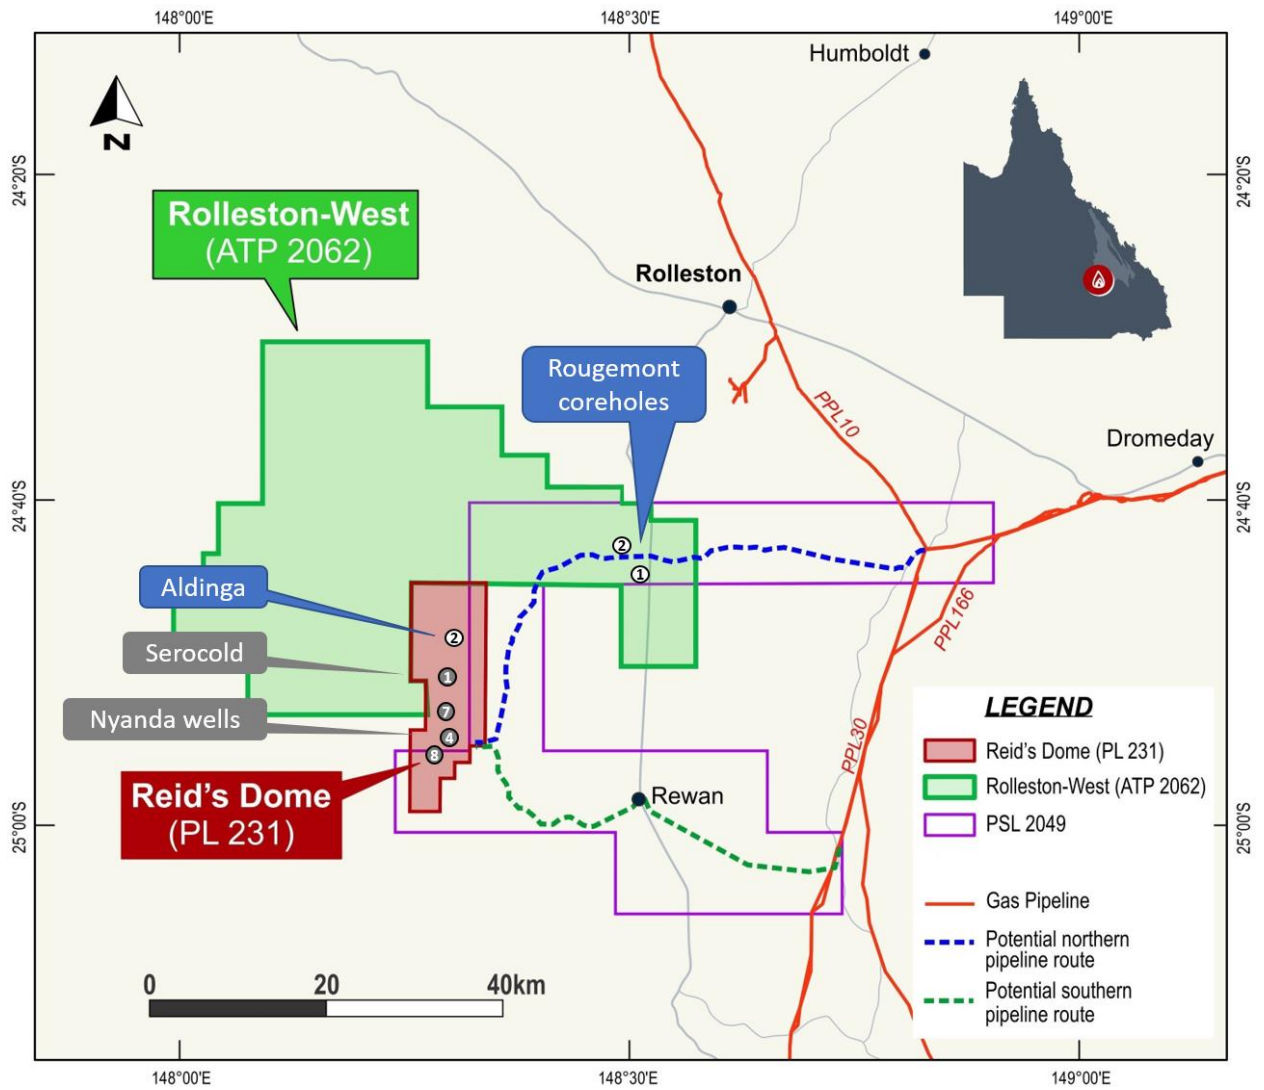 148°00'E
148°30'E
149°00'E
Humboldt
N
24°20'S
24°20'S
Rolleston-West
(ATP 2062)
Rolleston
Rougemont
coreholes
PPL10
Dromeday
24°40'S
24°40'S
2
1
Aldinga
2
PPL166
Serocold
1
Nyanda wells
7
4
8
PPL30
Reid's Dome
(PL 231)
Rewan
25°00'S
25°00'S
LEGEND
Reid's Dome (PL 231)
Rolleston-West (ATP 2062)
PSL 2049
Gas Pipeline
Potential northern
pipeline route
Potential southern
pipeline route
0 20 40km
148°00'E
148°30'E
149°00'E